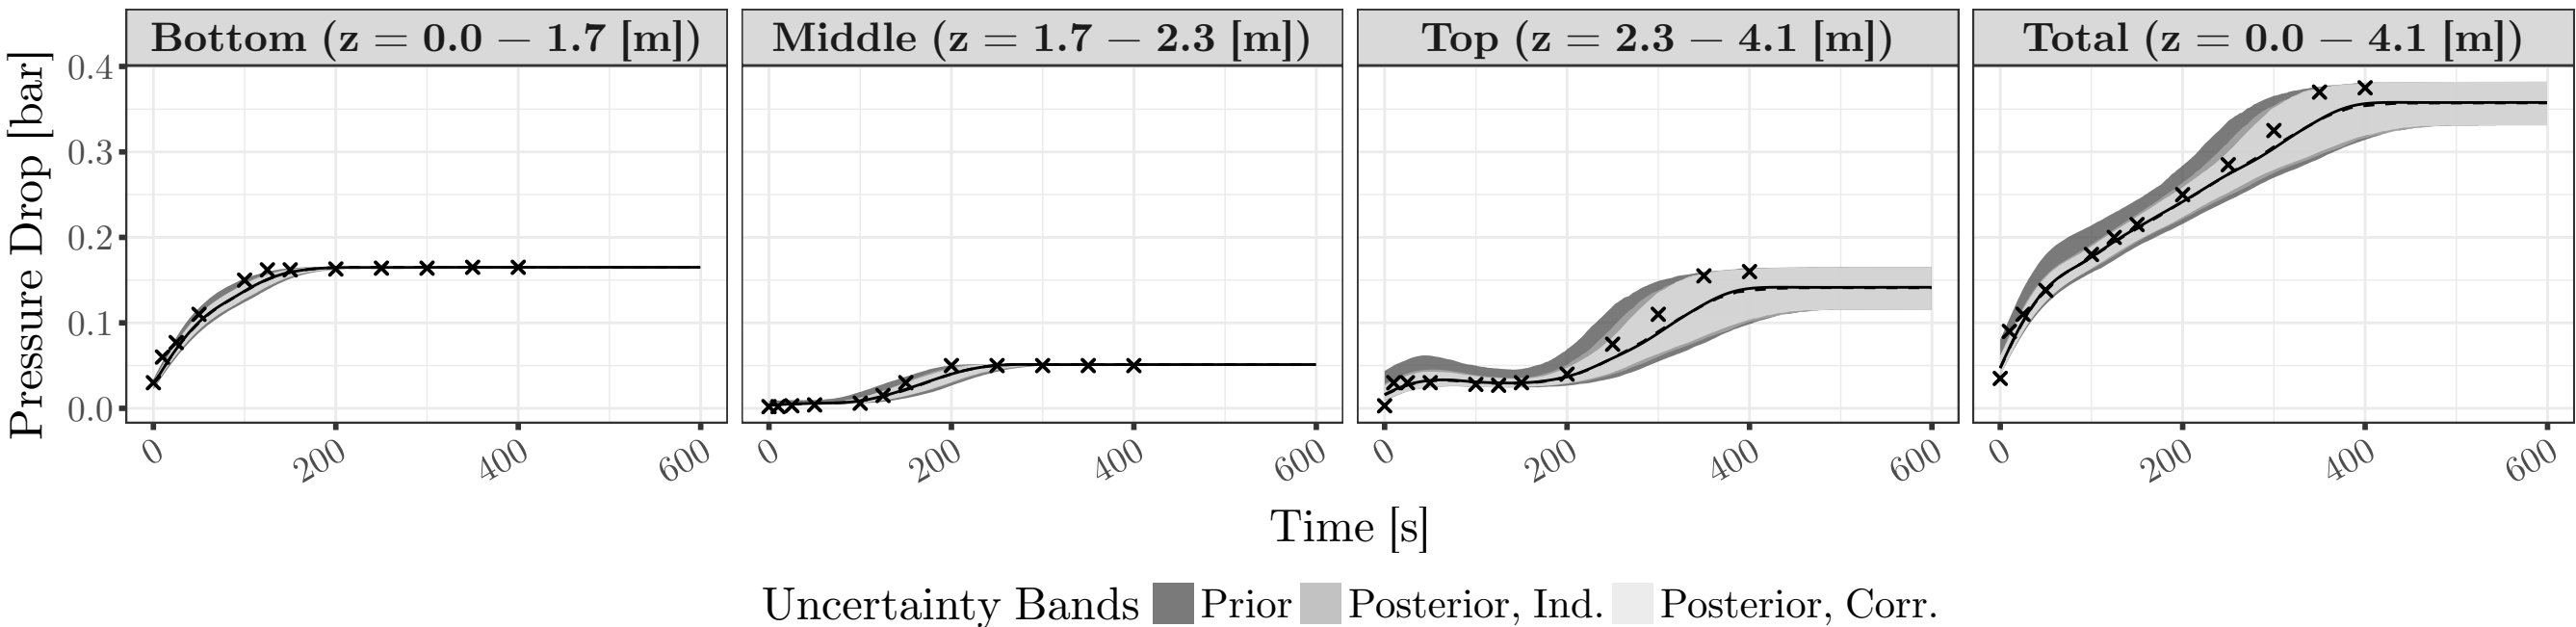 Bottom (z = 0.0 − 1.7 [m])
Middle (z = 1.7 − 2.3 [m])
Top (z = 2.3 − 4.1 [m])
Total (z = 0.0 − 4.1 [m])
Pressure Drop [bar]
0.4
0.3
0.2
0.1
0.0
0 200 400 600
0 200 400 600
0 200 400 600
0 200 400 600
Time [s]
Uncertainty Bands Prior Posterior, Ind. Posterior, Corr.